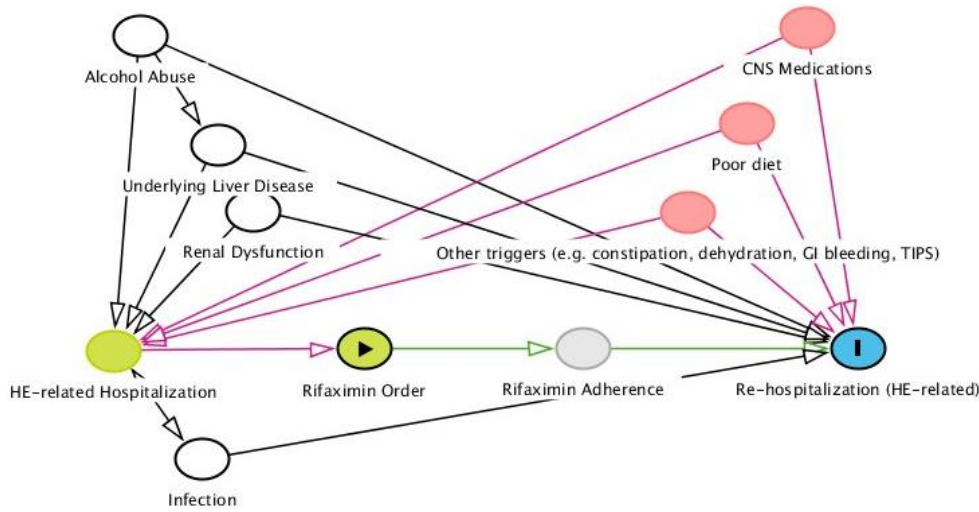 Alcohol Abuse
CNS Medications
Underlying Liver Disease
Poor diet
Renal Dysfunction
Other triggers (e.g. constipation, dehydration, GI bleeding, TIPS)
HE-related Hospitalization
Rifaximin Order
Rifaximin Adherence
Re-hospitalization (HE-related)
Infection